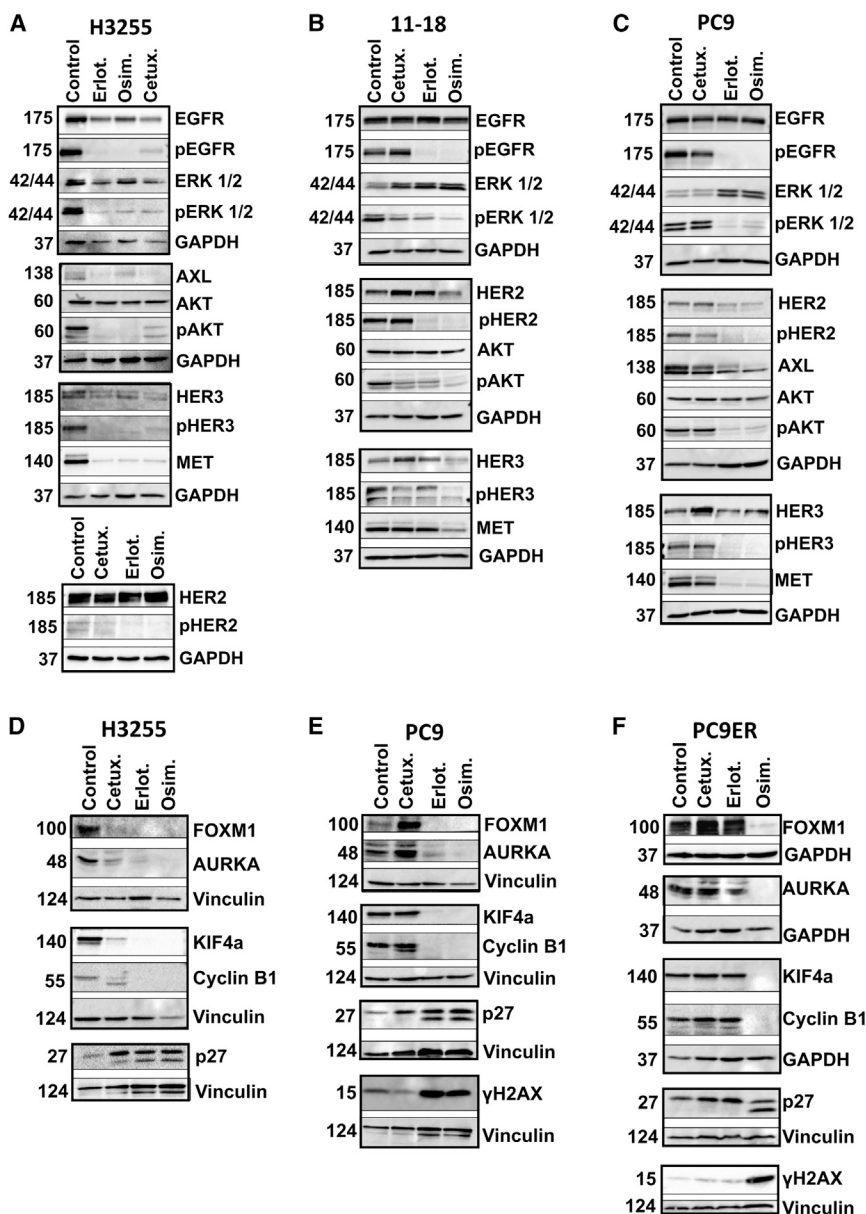 A
H3255
Control
Erlot.
Osim.
Cetux.
175 EGFR
175 pEGFR
42/44 ERK 1/2
42/44 pERK 1/2
37 GAPDH
138 AXL
60 AKT
60 pAKT
37 GAPDH
185 HER3
185 pHER3
140 MET
37 GAPDH
Control
Cetux.
Erlot.
Osim.
185 HER2
185 pHER2
37 GAPDH
B
11-18
Control
Cetux.
Erlot.
Osim.
175 EGFR
175 pEGFR
42/44 ERK 1/2
42/44 pERK 1/2
37 GAPDH
185 HER2
185 pHER2
60 AKT
60 pAKT
37 GAPDH
185 HER3
185 pHER3
140 MET
37 GAPDH
C
PC9
Control
Cetux.
Erlot.
Osim.
175 EGFR
175 pEGFR
42/44 ERK 1/2
42/44 pERK 1/2
37 GAPDH
185 HER2
185 pHER2
138 AXL
60 AKT
60 pAKT
37 GAPDH
185 HER3
185 pHER3
140 MET
37 GAPDH
D
H3255
Control
Cetux.
Erlot.
Osim.
100 FOXM1
48 AURKA
124 Vinculin
140 KIF4a
55 Cyclin B1
124 Vinculin
27 p27
124 Vinculin
E
PC9
Control
Cetux.
Erlot.
Osim.
100 FOXM1
48 AURKA
124 Vinculin
140 KIF4a
55 Cyclin B1
124 Vinculin
27 p27
124 Vinculin
15 γH2AX
124 Vinculin
F
PC9ER
Control
Cetux.
Erlot.
Osim.
100 FOXM1
37 GAPDH
48 AURKA
37 GAPDH
140 KIF4a
55 Cyclin B1
37 GAPDH
27 p27
124 Vinculin
15 γH2AX
124 Vinculin